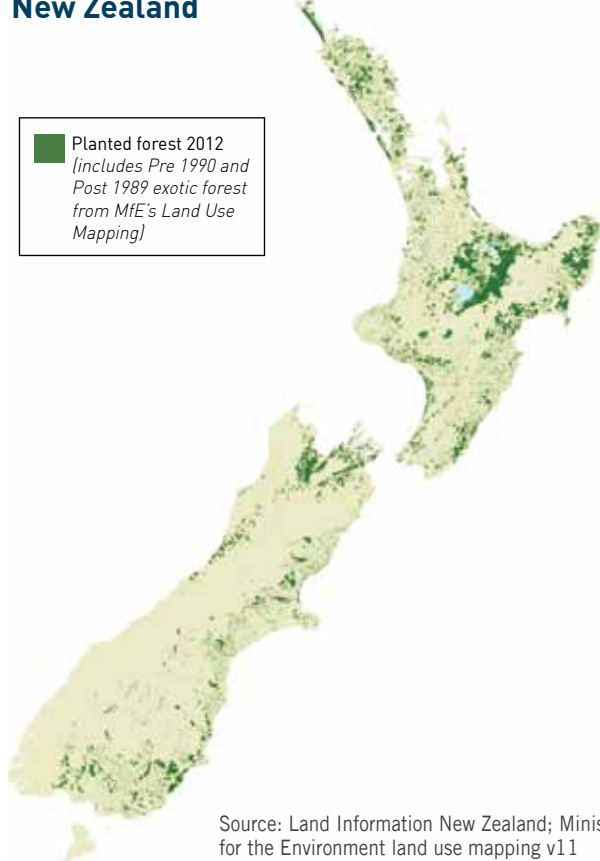 New Zealand
Planted forest 2012
(includes Pre 1990 and
Post 1989 exotic forest
from MfE's Land Use
Mapping)
Source: Land Information New Zealand; Minis
for the Environment land use mapping v11